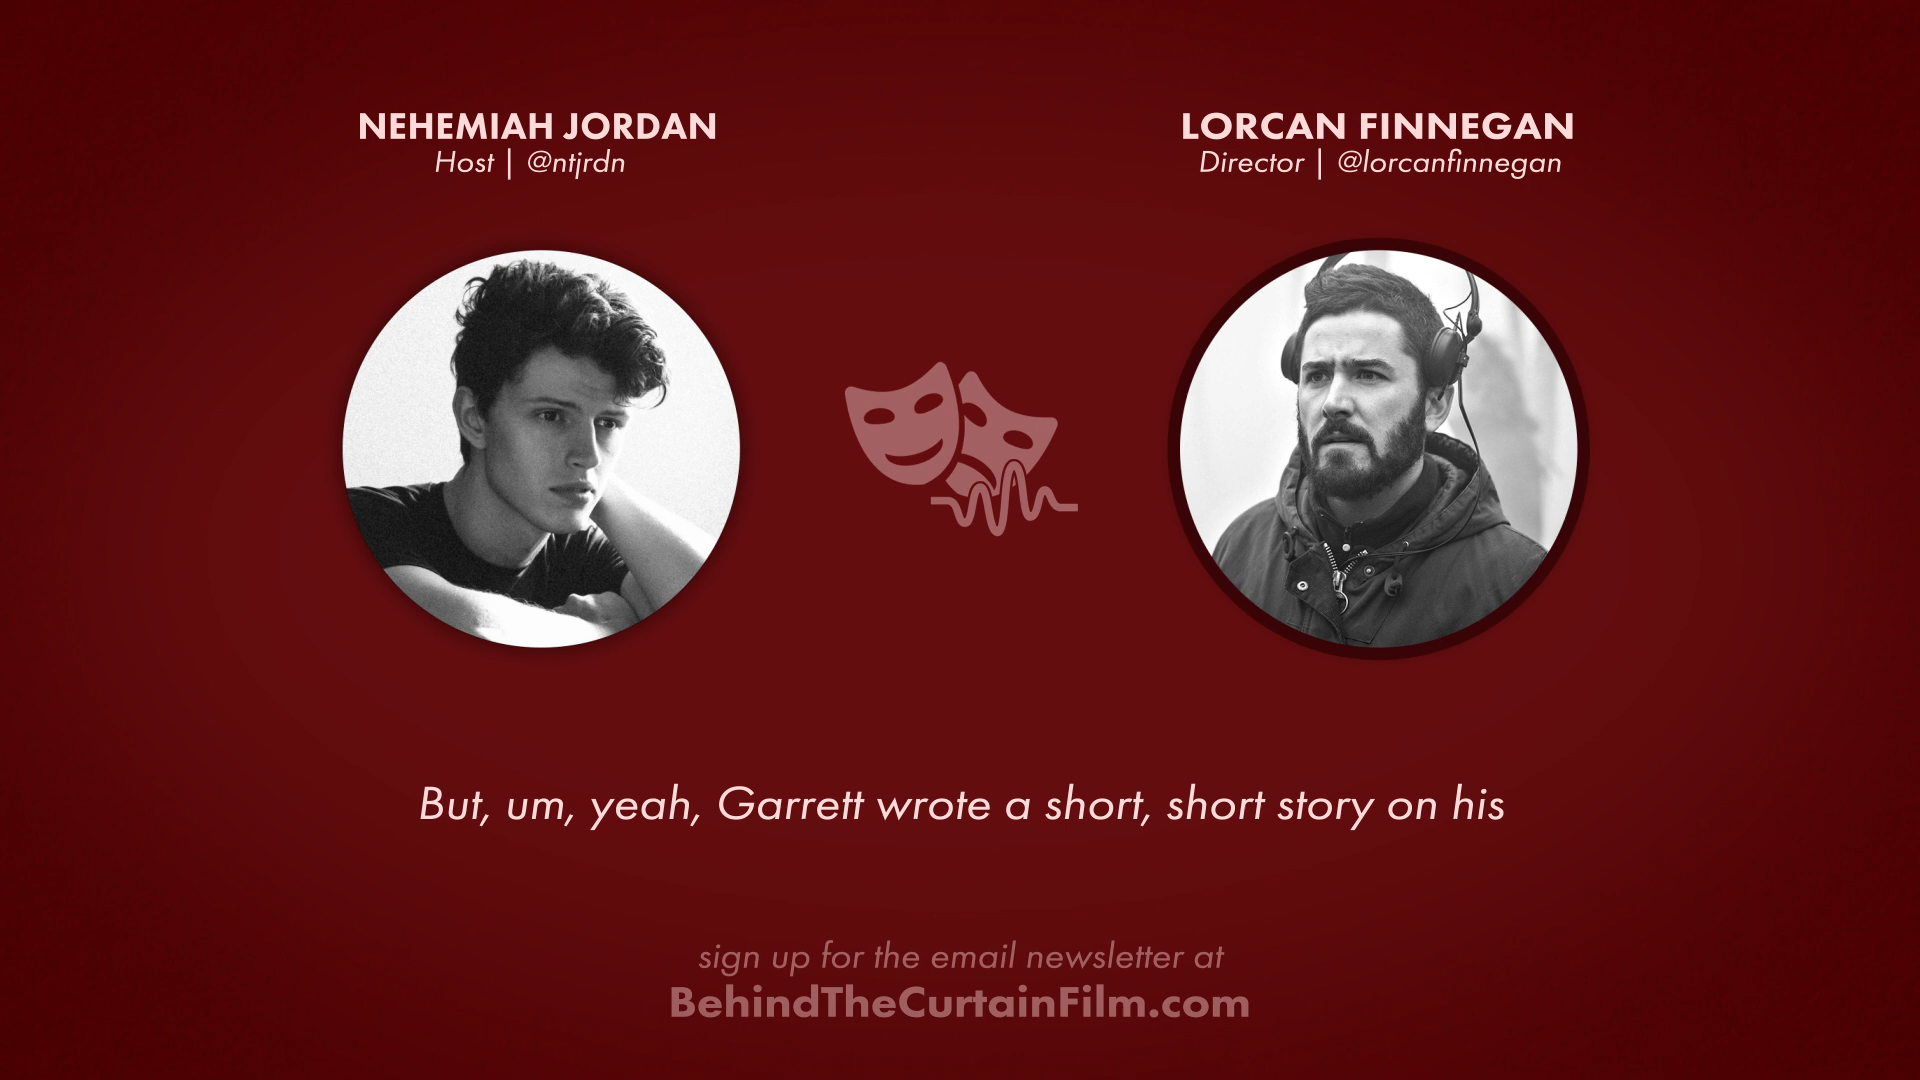 NEHEMIAH JORDAN
Host | @ntjrdn
LORCAN FINNEGAN
Director | @lorcanfinnegan
But, um, yeah, Garrett wrote a short, short story on his
sign up for the email newsletter at
BehindTheCurtainFilm.com